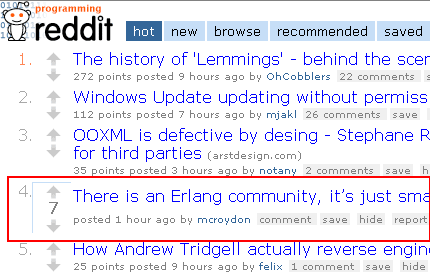 programming
reddit hot new browse recommended saved
1. The history of 'Lemmings' - behind the scen
272 points posted 9 hours ago by OhCobblers 22 comments save
2. Windows Update updating without permiss
112 points posted 7 hours ago by mjakl 26 comments save
3. OOXML is defective by desing - Stephane R
for third parties (arstdesign.com)
35 points posted 3 hours ago by notany 2 comments save
4. There is an Erlang community, it's just sma
7 posted 1 hour ago by mcroydon comment save hide report
5. How Andrew Tridgell actually reverse engine
25 points posted 4 hours ago by felix 1 comment save hide